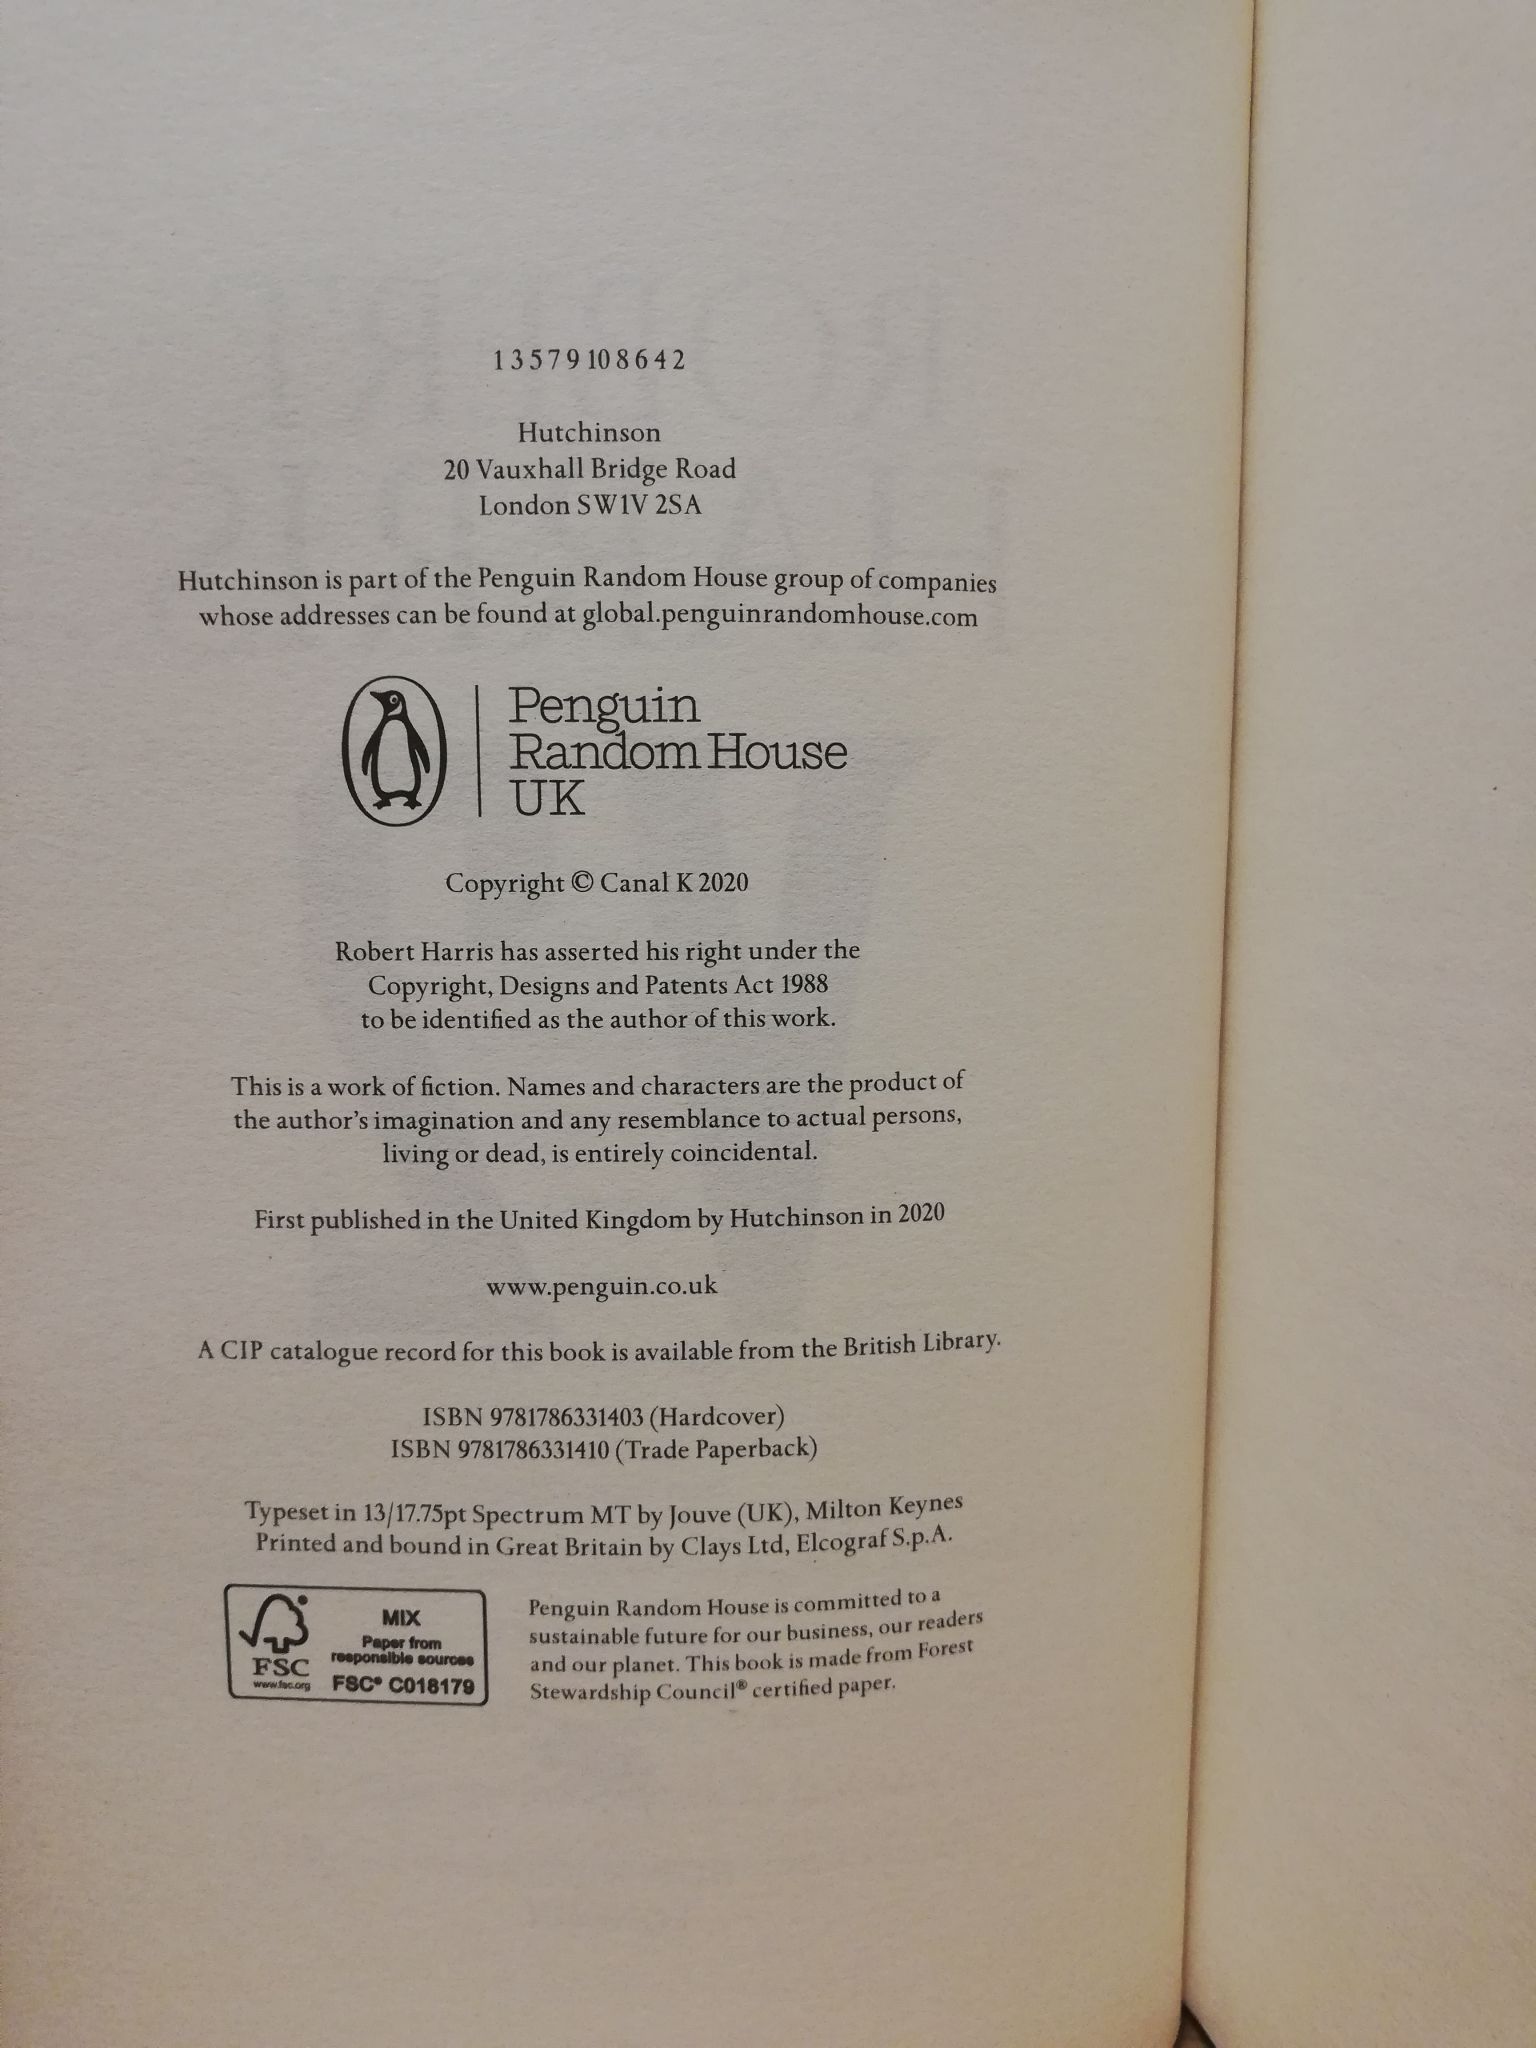 1 3 5 7 9 10 8 6 4 2
Hutchinson
20 Vauxhall Bridge Road
London SW1V 2SA
Hutchinson is part of the Penguin Random House group of companies
whose addresses can be found at global.penguinrandomhouse.com
Penguin
Random House
UK
Copyright © Canal K 2020
Robert Harris has asserted his right under the
Copyright, Designs and Patents Act 1988
to be identified as the author of this work.
This is a work of fiction. Names and characters are the product of
the author's imagination and any resemblance to actual persons,
living or dead, is entirely coincidental.
First published in the United Kingdom by Hutchinson in 2020
www.penguin.co.uk
A CIP catalogue record for this book is available from the British Library.
ISBN 9781786331403 (Hardcover)
ISBN 9781786331410 (Trade Paperback)
Typeset in 13/17.75pt Spectrum MT by Jouve (UK), Milton Keynes
Printed and bound in Great Britain by Clays Ltd, Elcograf S.p.A.
FSC
www.fsc.org
MIX
Paper from
responsible sources
FSC® C018179
Penguin Random House is committed to a
sustainable future for our business, our readers
and our planet. This book is made from Forest
Stewardship Council® certified paper.